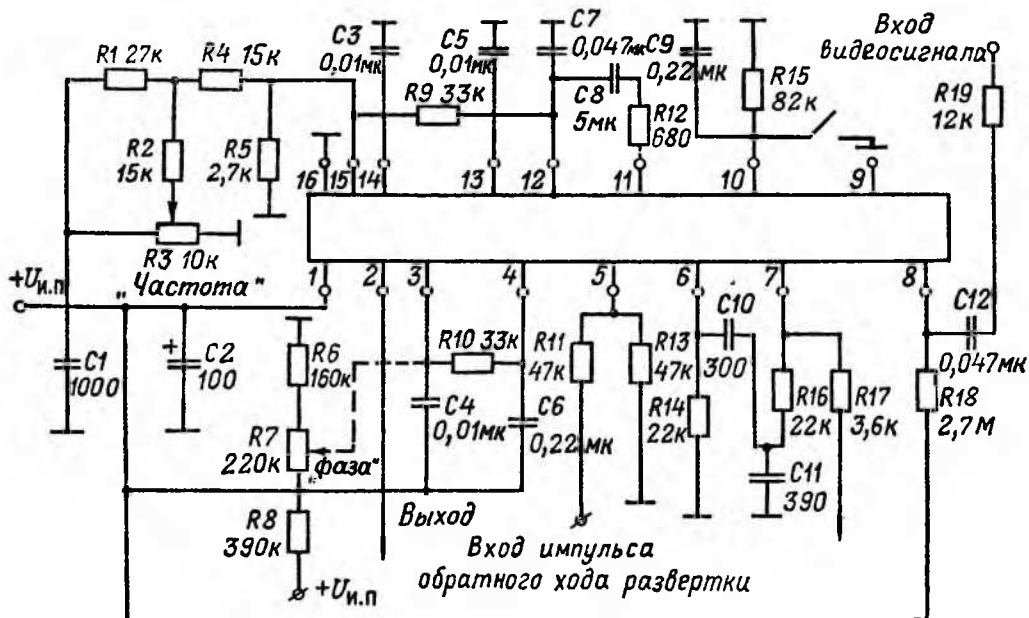 Вход
видеосигнала
R1 27к
R4 15к
C3
0,01мк
C5
0,01мк
C7
0,047мк
C9
0,22мк
R15
82к
R19
12к
R9 33к
C8
5мк
R12
680
R2
15к
R5
2,7к
16
15
14
13
12
11
10
9
R3 10к
„Частота“
+Uи.п
1
2
3
4
5
6
7
8
C1
1000
+
C2
100
R6
160к
R10 33к
R11
47к
R13
47к
C10
300
C12
0,047мк
R7
220к
„фаза“
C4
0,01мк
C6
0,22мк
R14
22к
R16
22к
R17
3,6к
R18
2,7М
C11
390
R8
390к
+Uи.п
Выход
Вход импульса
обратного хода развертки